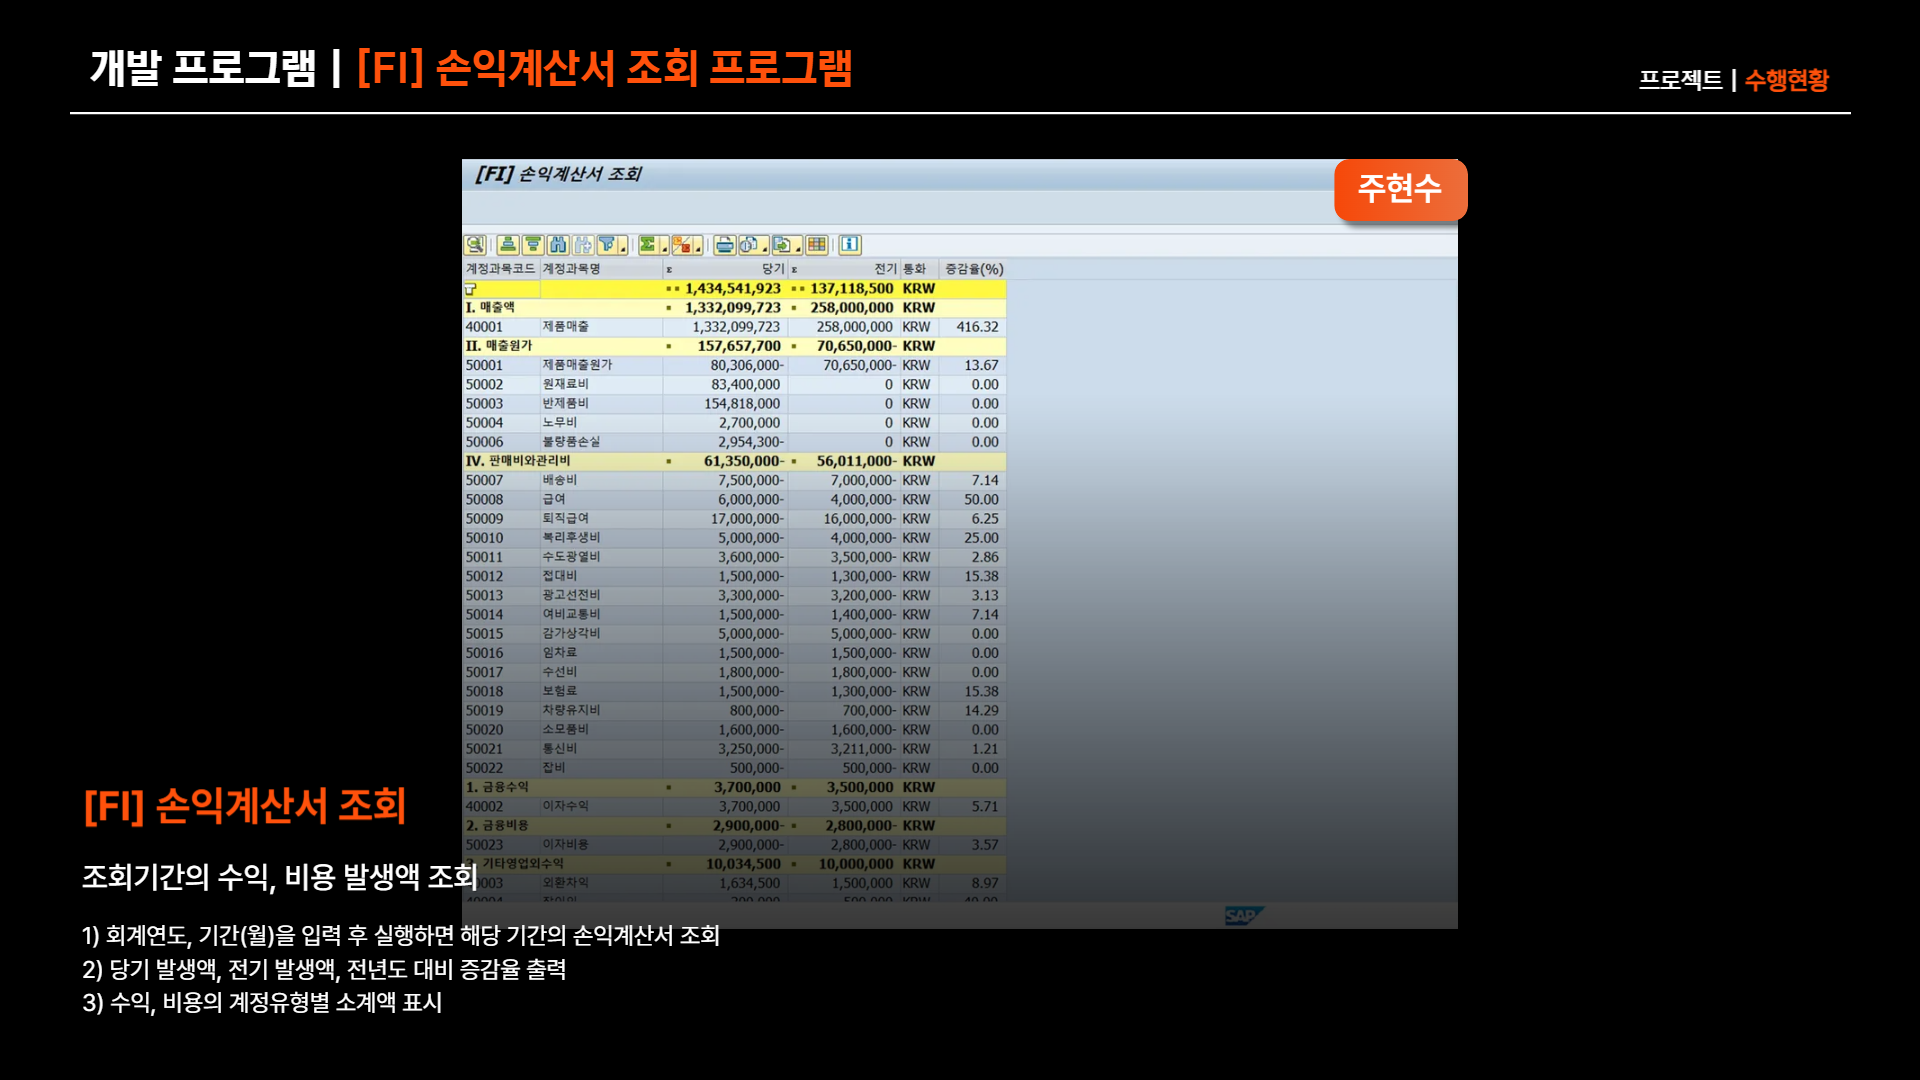 개발 프로그램 | [FI] 손익계산서 조회 프로그램
프로젝트 | 수행현황
[FI] 손익계산서 조회
주현수
계정과목코드 계정과목명 Σ 당기 Σ 전기 통화 증감율(%)
1,434,541,923 137,118,500 KRW
I. 매출액 1,332,099,723 258,000,000 KRW
40001 제품매출 1,332,099,723 258,000,000 KRW 416.32
II. 매출원가 157,657,700 70,650,000- KRW
50001 제품매출원가 80,306,000- 70,650,000- KRW 13.67
50002 원재료비 83,400,000 0 KRW 0.00
50003 반제품비 154,818,000 0 KRW 0.00
50004 노무비 2,700,000 0 KRW 0.00
50006 불량품손실 2,954,300- 0 KRW 0.00
IV. 판매비와관리비 61,350,000- 56,011,000- KRW
50007 배송비 7,500,000- 7,000,000- KRW 7.14
50008 급여 6,000,000- 4,000,000- KRW 50.00
50009 퇴직급여 17,000,000- 16,000,000- KRW 6.25
50010 복리후생비 5,000,000- 4,000,000- KRW 25.00
50011 수도광열비 3,600,000- 3,500,000- KRW 2.86
50012 접대비 1,500,000- 1,300,000- KRW 15.38
50013 광고선전비 3,300,000- 3,200,000- KRW 3.13
50014 여비교통비 1,500,000- 1,400,000- KRW 7.14
50015 감가상각비 5,000,000- 5,000,000- KRW 0.00
50016 임차료 1,500,000- 1,500,000- KRW 0.00
50017 수선비 1,800,000- 1,800,000- KRW 0.00
50018 보험료 1,500,000- 1,300,000- KRW 15.38
50019 차량유지비 800,000- 700,000- KRW 14.29
50020 소모품비 1,600,000- 1,600,000- KRW 0.00
50021 통신비 3,250,000- 3,211,000- KRW 1.21
50022 잡비 500,000- 500,000- KRW 0.00
1. 금융수익 3,700,000 3,500,000 KRW
40002 이자수익 3,700,000 3,500,000 KRW 5.71
2. 금융비용 2,900,000- 2,800,000- KRW
50023 이자비용 2,900,000- 2,800,000- KRW 3.57
기타영업외수익 10,034,500 10,000,000 KRW
외환차익 1,634,500 1,500,000 KRW 8.97
SAP
[FI] 손익계산서 조회
조회기간의 수익, 비용 발생액 조회
1) 회계연도, 기간(월)을 입력 후 실행하면 해당 기간의 손익계산서 조회
2) 당기 발생액, 전기 발생액, 전년도 대비 증감율 출력
3) 수익, 비용의 계정유형별 소계액 표시